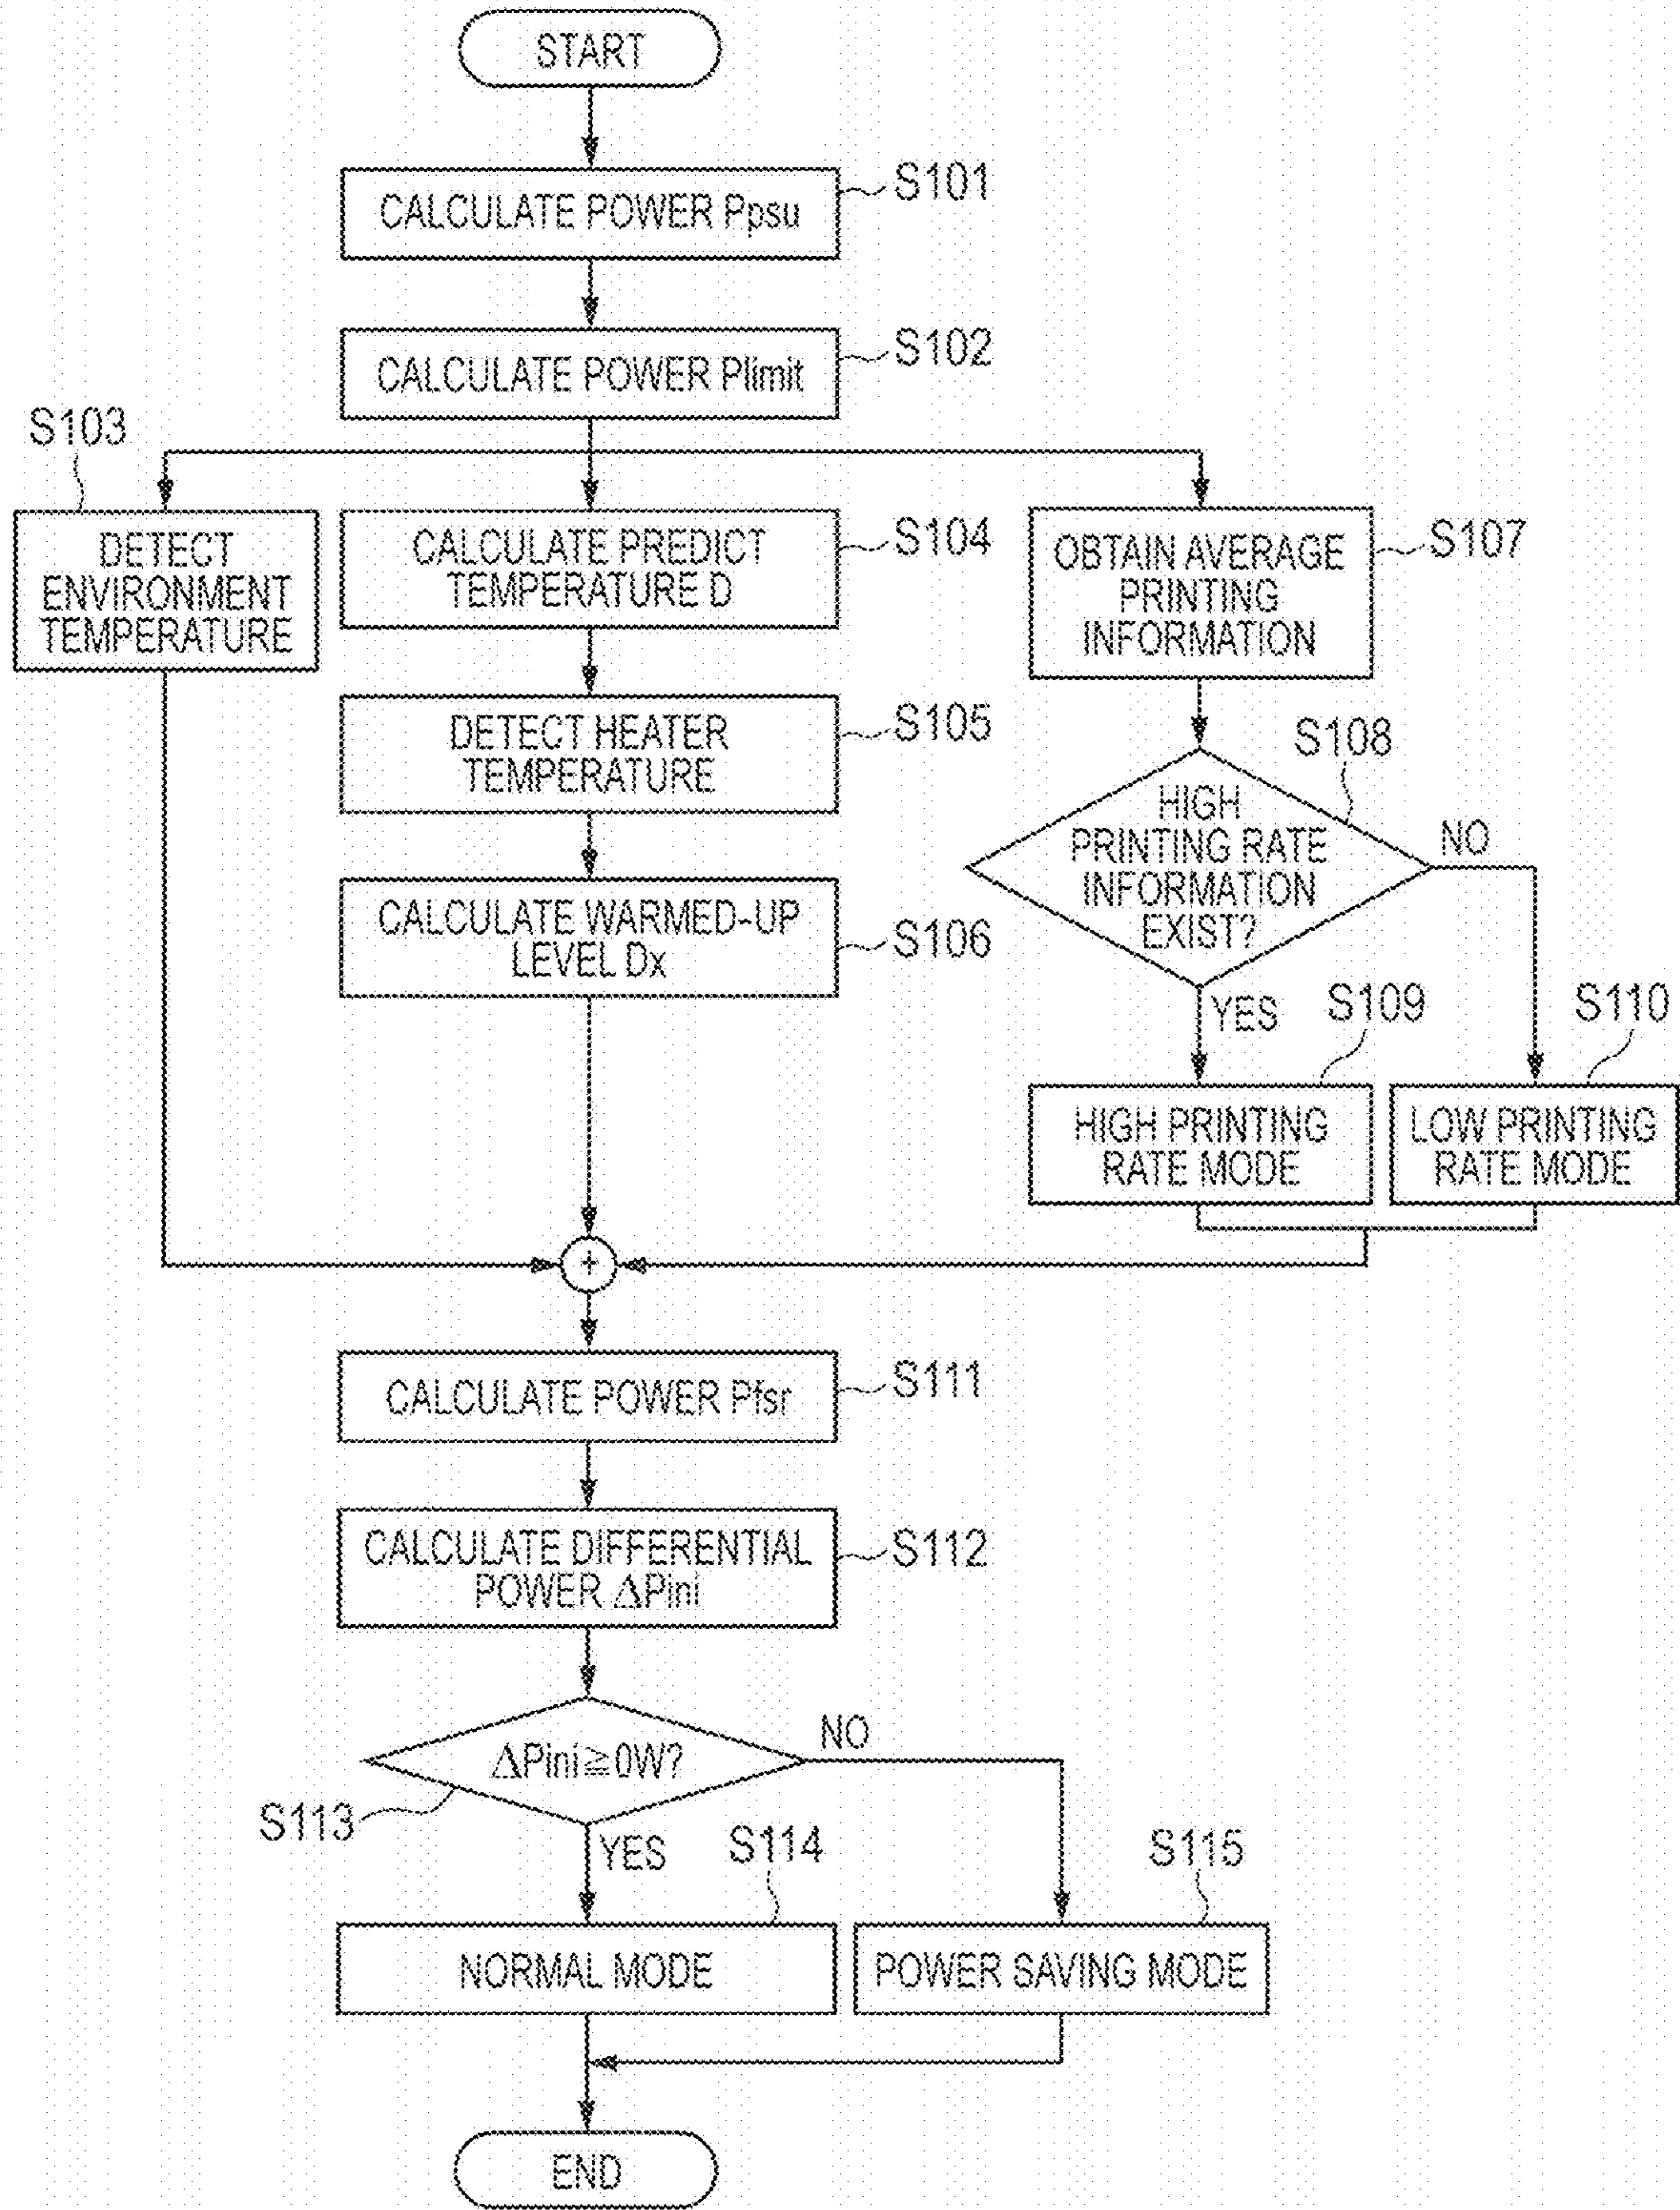 START
CALCULATE POWER Ppsu
S101
CALCULATE POWER Plimit
S102
S103
DETECT
ENVIRONMENT
TEMPERATURE
CALCULATE PREDICT
TEMPERATURE D
S104
OBTAIN AVERAGE
PRINTING
INFORMATION
S107
DETECT HEATER
TEMPERATURE
S105
S108
HIGH
PRINTING RATE
INFORMATION
EXIST?
NO
YES
CALCULATE WARMED-UP
LEVEL Dx
S106
S109
S110
HIGH PRINTING
RATE MODE
LOW PRINTING
RATE MODE
+
CALCULATE POWER Pfsr
S111
CALCULATE DIFFERENTIAL
POWER ΔPini
S112
ΔPini≧0W?
NO
S113
YES
S114
S115
NORMAL MODE
POWER SAVING MODE
END